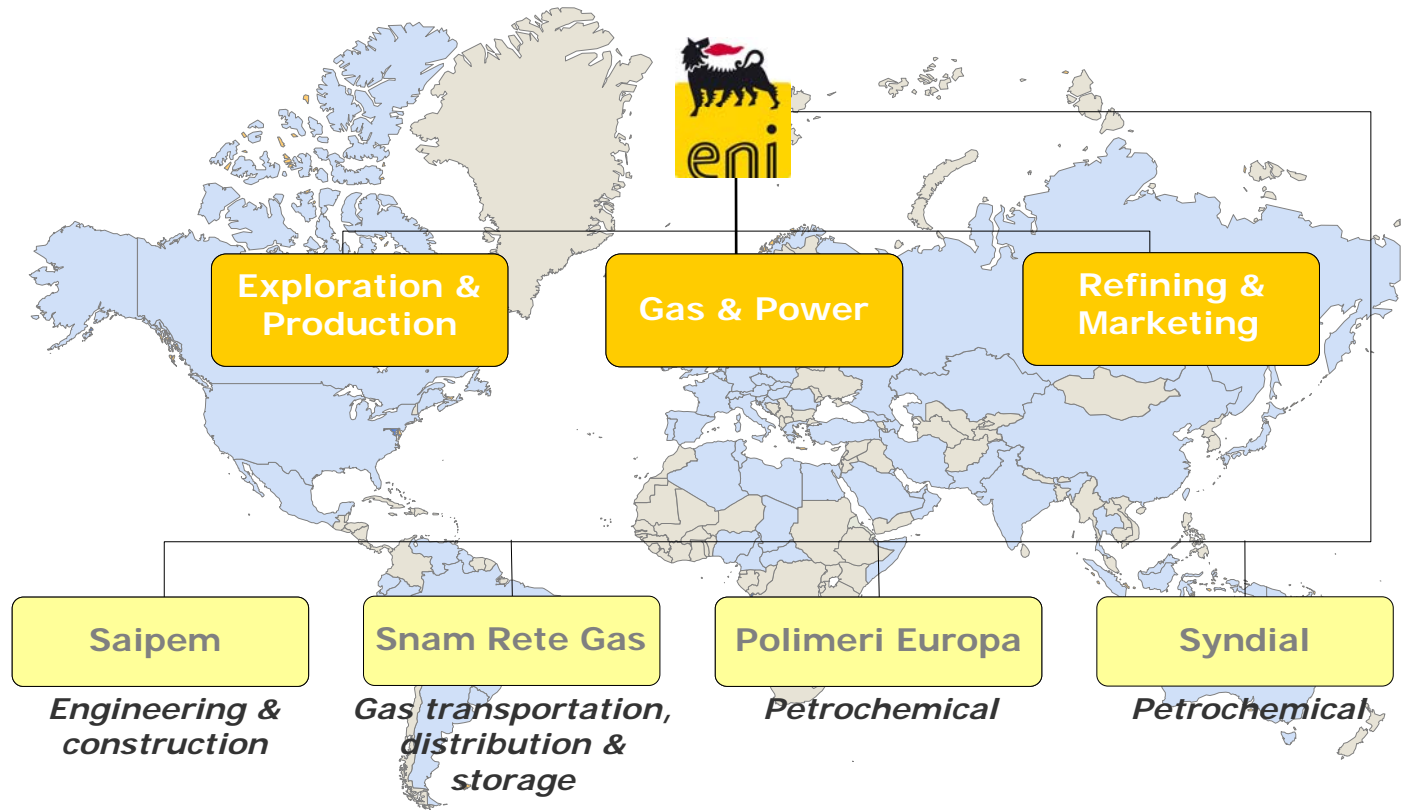 eni
Exploration &
Production
Gas & Power
Refining &
Marketing
Saipem
Snam Rete Gas
Polimeri Europa
Syndial
Engineering &
construction
Gas transportation,
distribution &
storage
Petrochemical
Petrochemical